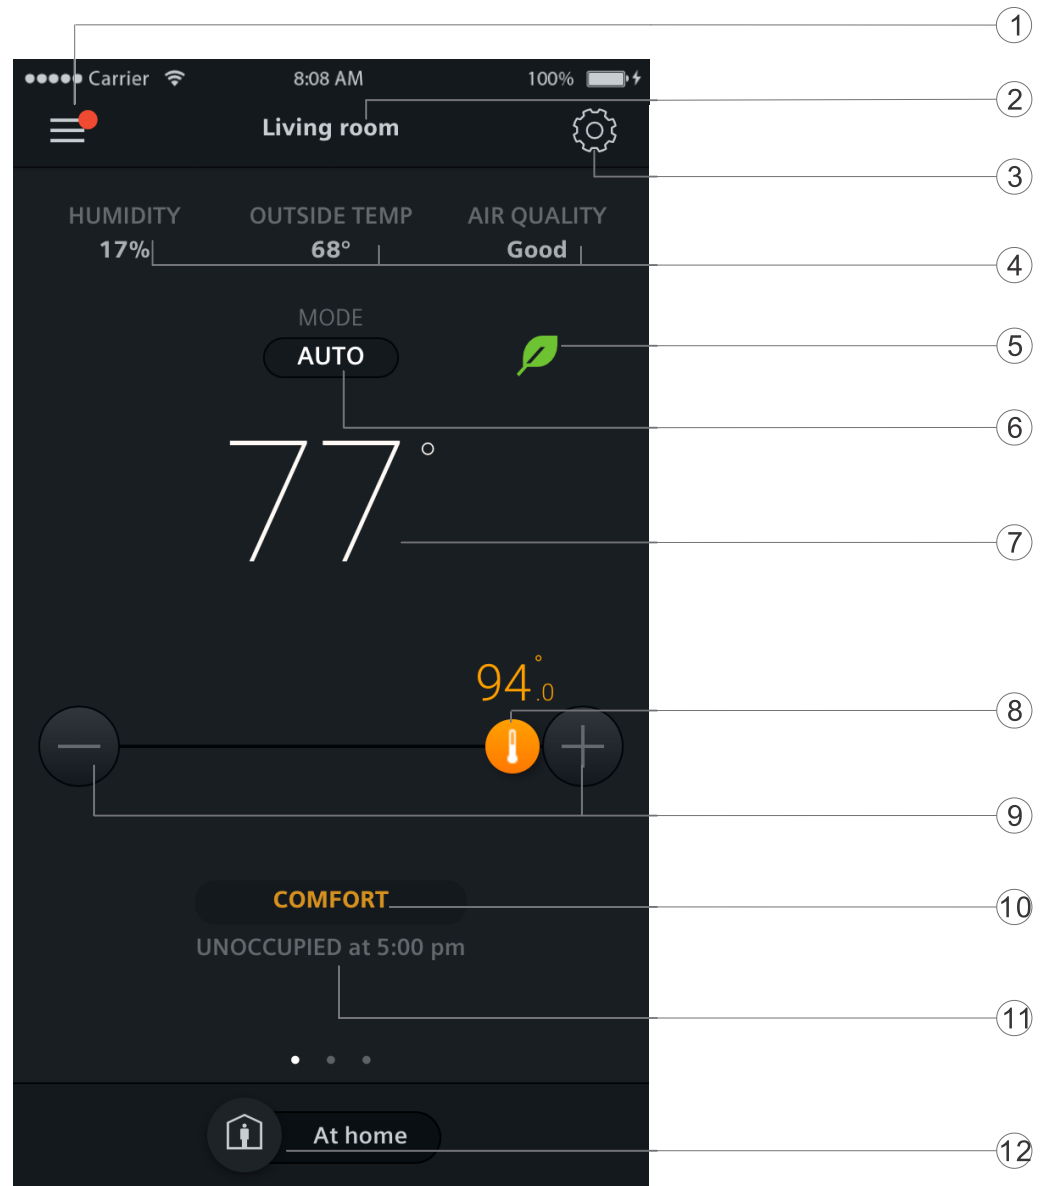 1
Carrier 8:08 AM 100%
2
Living room
3
HUMIDITY OUTSIDE TEMP AIR QUALITY
17% 68° Good
4
MODE
AUTO
5
6
77°
7
94.0°
8
9
COMFORT
10
UNOCCUPIED at 5:00 pm
11
At home
12